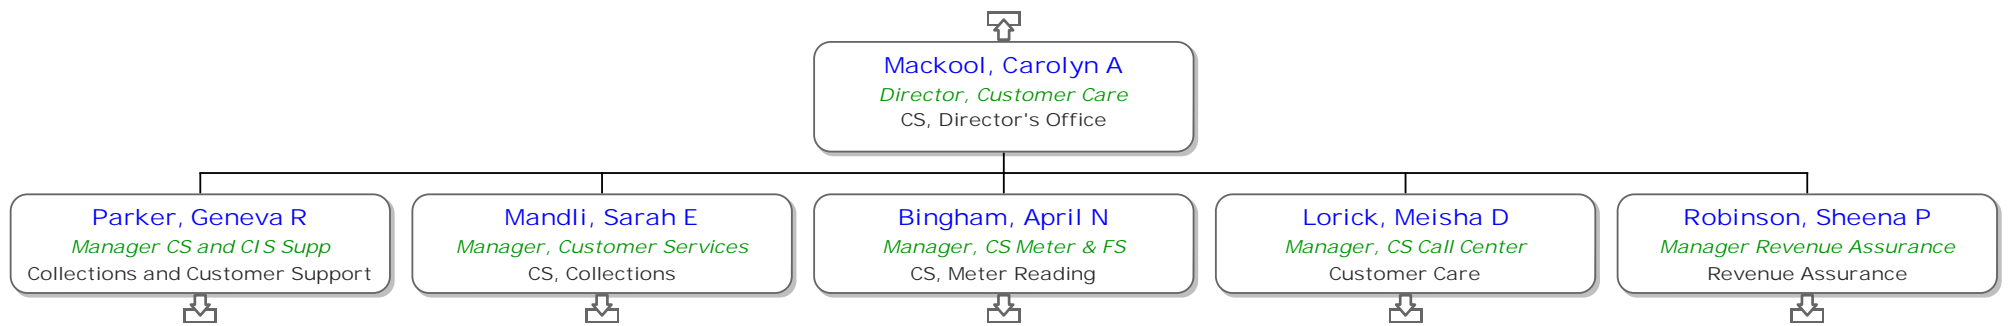 Mackool, Carolyn A
Director, Customer Care
CS, Director's Office
Parker, Geneva R
Manager CS and CIS Supp
Collections and Customer Support
Mandli, Sarah E
Manager, Customer Services
CS, Collections
Bingham, April N
Manager, CS Meter & FS
CS, Meter Reading
Lorick, Meisha D
Manager, CS Call Center
Customer Care
Robinson, Sheena P
Manager Revenue Assurance
Revenue Assurance